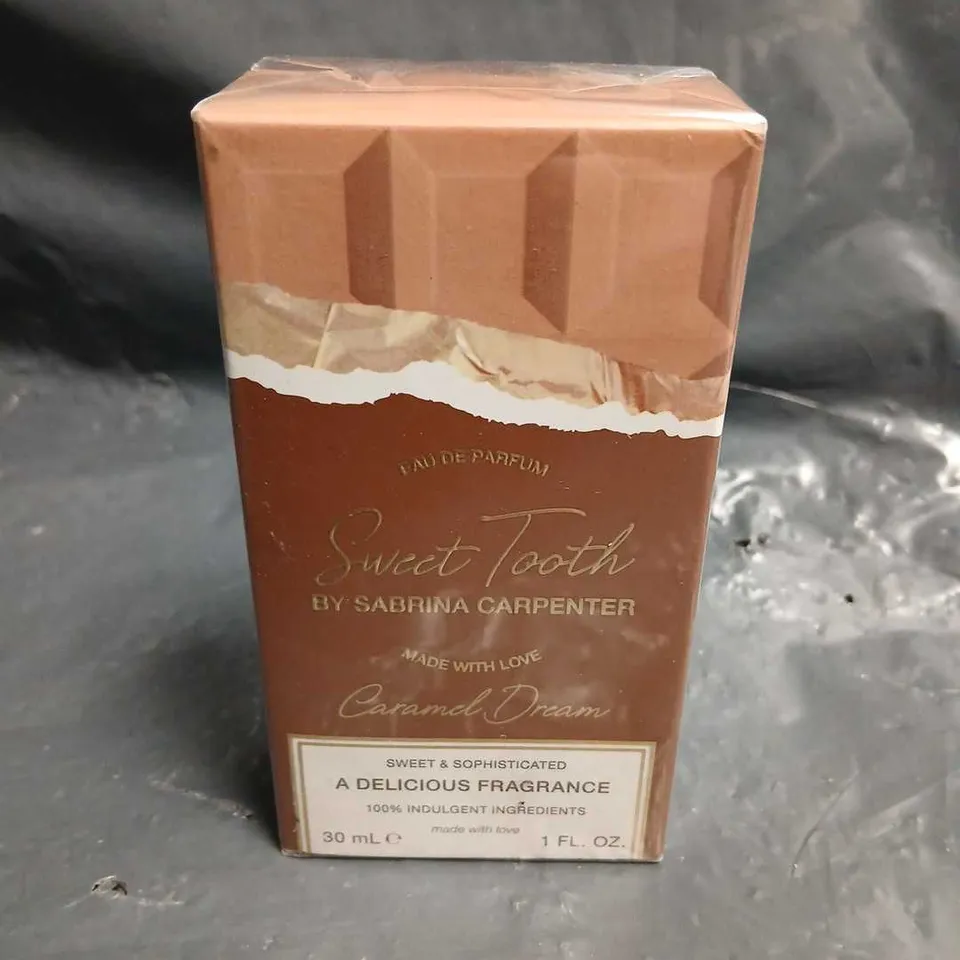 EAU DE PARFUM
Sweet Tooth
BY SABRINA CARPENTER
MADE WITH LOVE
Caramel Dream
SWEET & SOPHISTICATED
A DELICIOUS FRAGRANCE
100% INDULGENT INGREDIENTS
made with love
30 mL ℮ 1 FL. OZ.